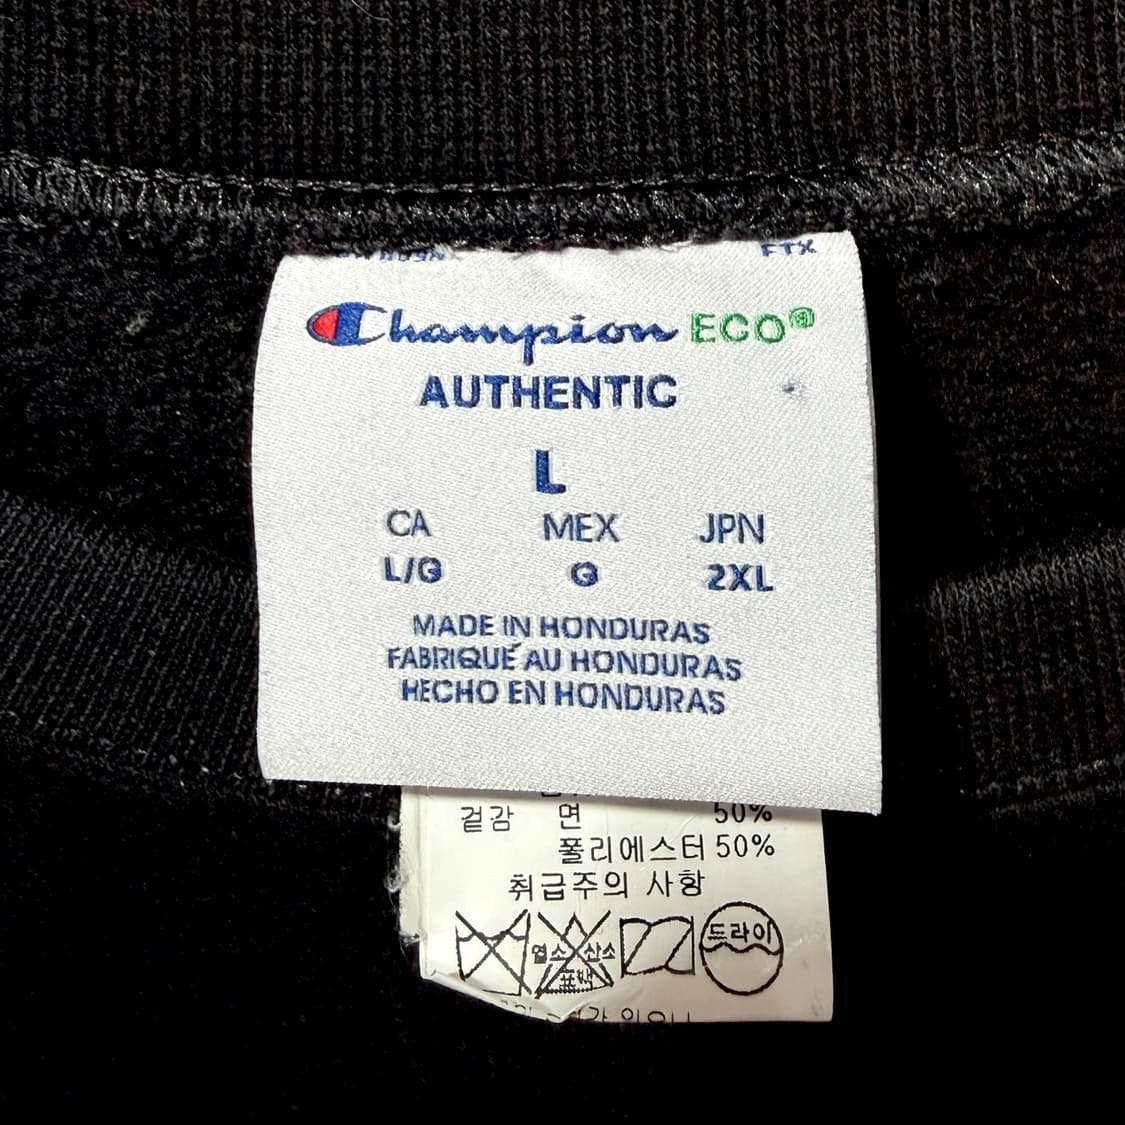 FTX
Champion ECO®
AUTHENTIC
L
CA MEX JPN
L/G G 2XL
MADE IN HONDURAS
FABRIQUÉ AU HONDURAS
HECHO EN HONDURAS
겉감 면 50%
폴리에스터 50%
취급주의 사항
염소 산소 드라이
표백